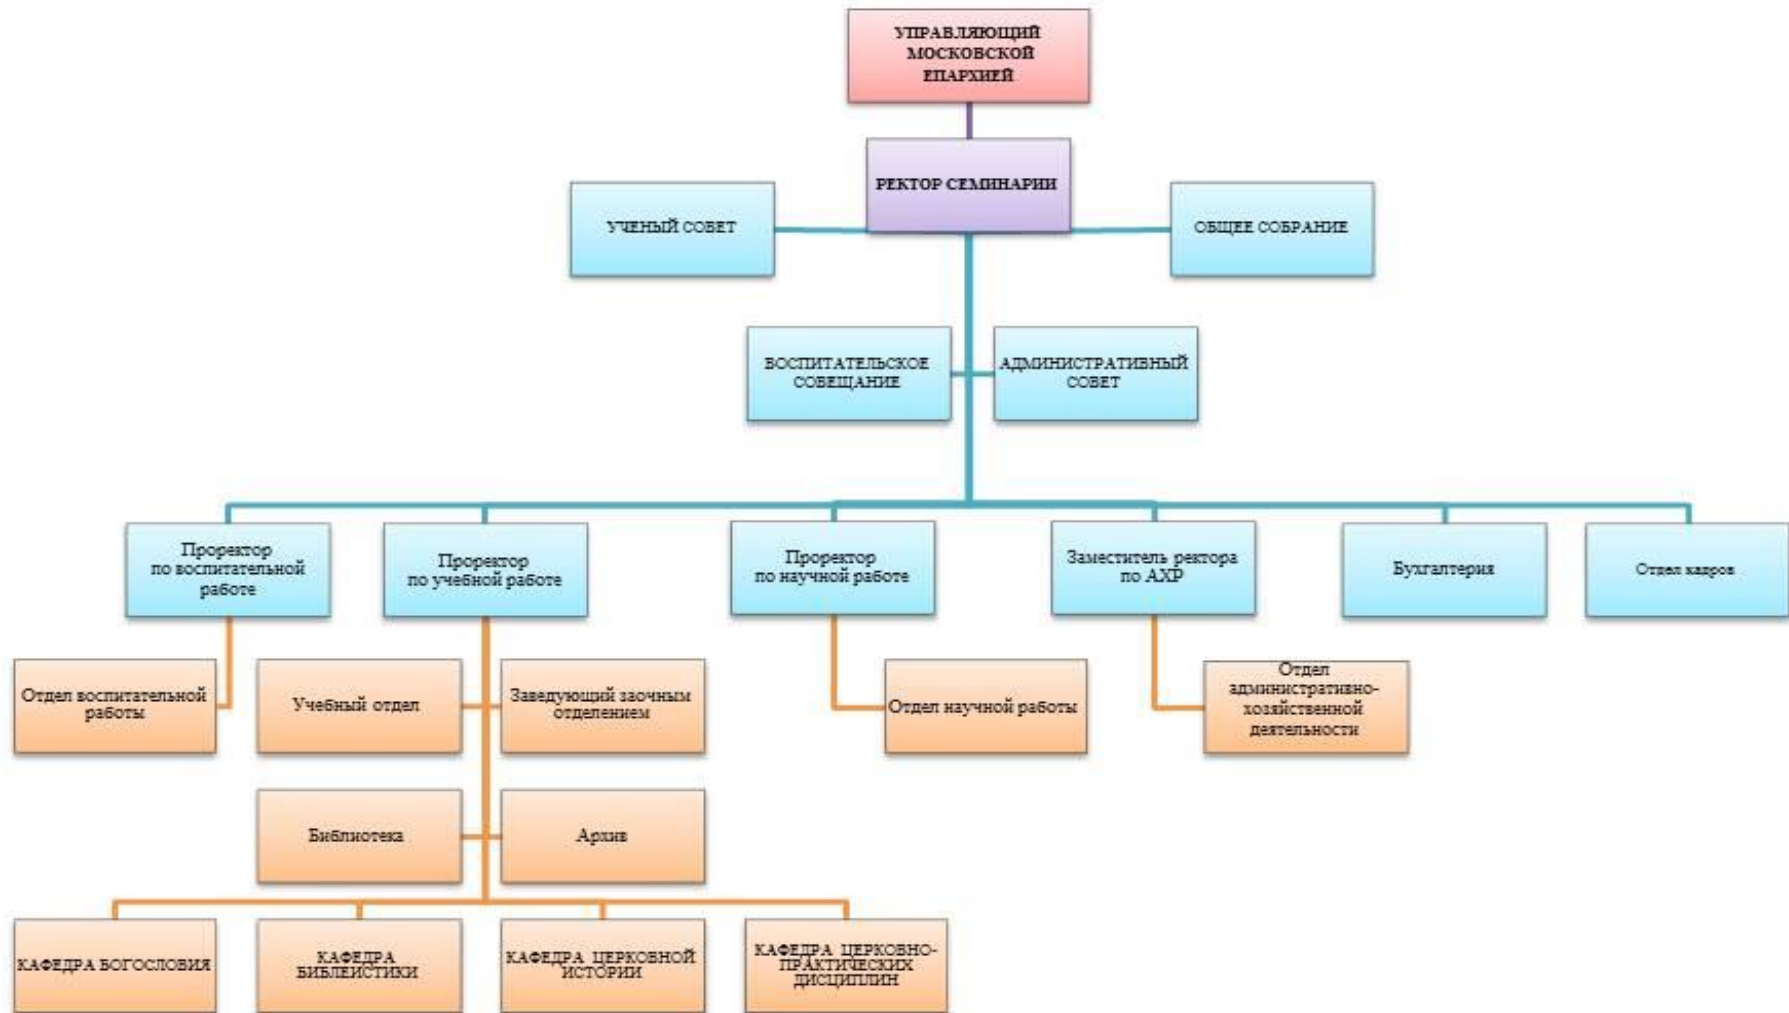 УПРАВЛЯЮЩИЙ
МОСКОВСКОЙ
ЕПАРХИЕЙ
РЕКТОР СЕМИНАРИИ
УЧЕНЫЙ СОВЕТ
ОБЩЕЕ СОБРАНИЕ
ВОСПИТАТЕЛЬСКОЕ
СОВЕЩАНИЕ
АДМИНИСТРАТИВНЫЙ
СОВЕТ
Проректор
по воспитательной
работе
Проректор
по учебной работе
Проректор
по научной работе
Заместитель ректора
по АХР
Бухгалтерия
Отдел кадров
Отдел воспитательной
работы
Учебный отдел
Заведующий заочным
отделением
Отдел научной работы
Отдел
административно-
хозяйственной
деятельности
Библиотека
Архив
КАФЕДРА БОГОСЛОВИЯ
КАФЕДРА
БИБЛЕИСТИКИ
КАФЕДРА ЦЕРКОВНОЙ
ИСТОРИИ
КАФЕДРА ЦЕРКОВНО-
ПРАКТИЧЕСКИХ
ДИСЦИПЛИН